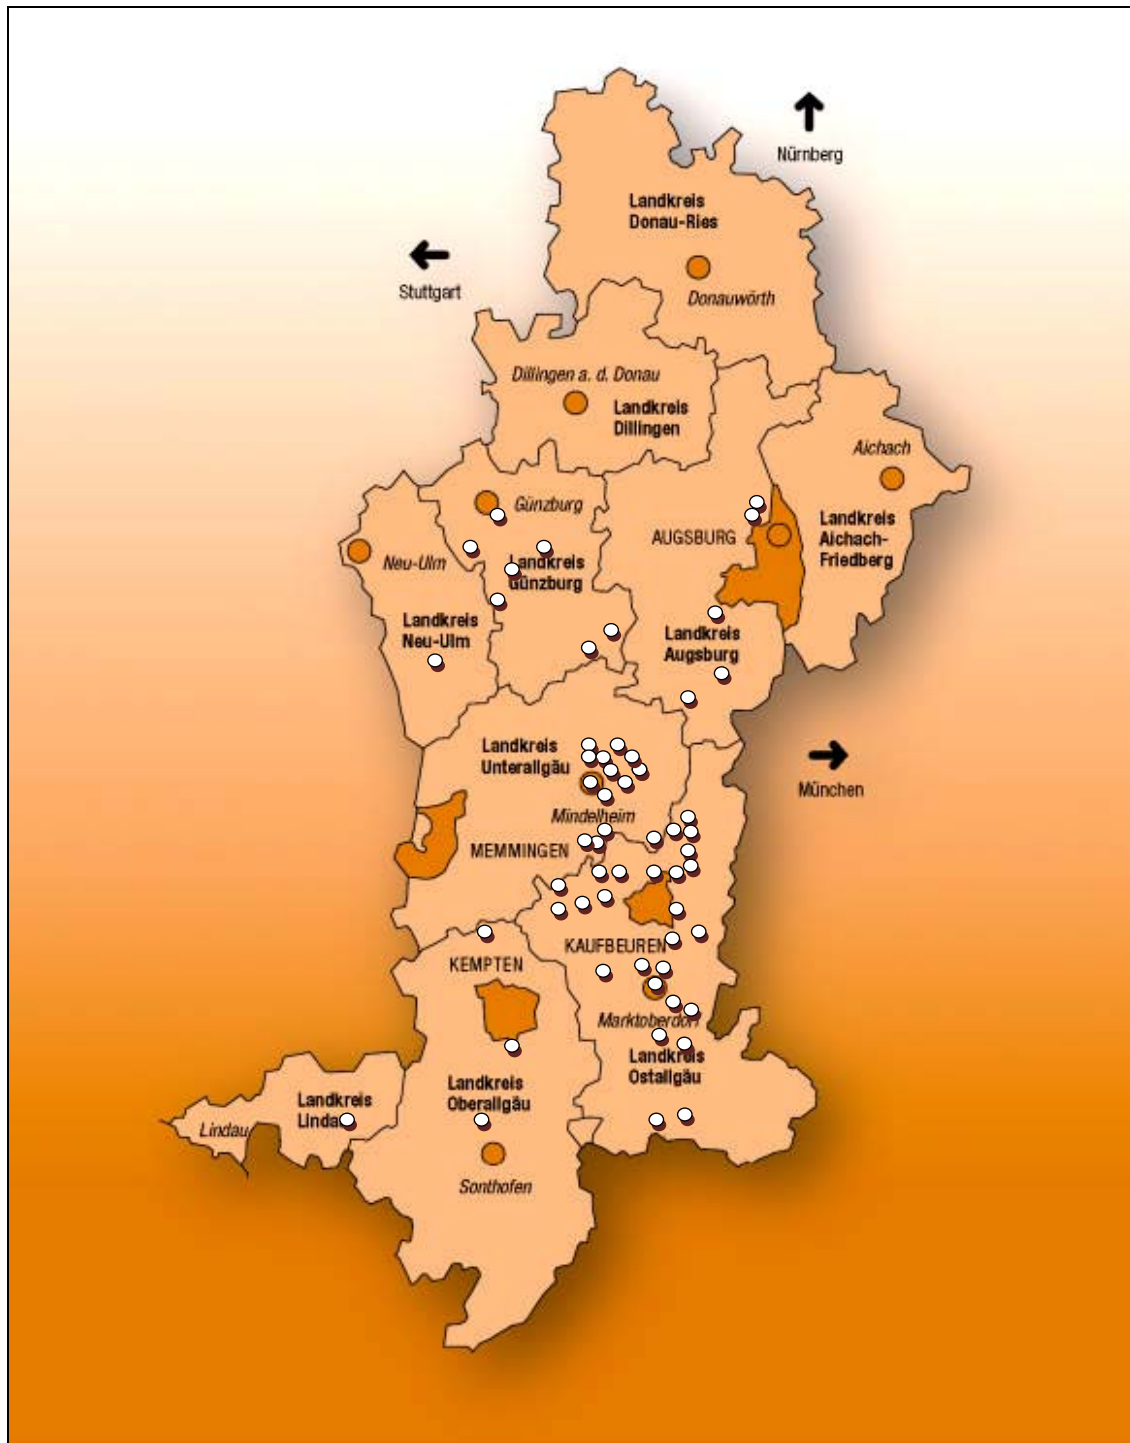 Nürnberg
Landkreis
Donau-Ries
Stuttgart
Donauwörth
Dillingen a. d. Donau
Landkreis
Dillingen
Aichach
Günzburg
Landkreis
Aichach-
Friedberg
AUGSBURG
Neu-Ulm
Landkreis
Günzburg
Landkreis
Neu-Ulm
Landkreis
Augsburg
Landkreis
Unterallgäu
München
Mindelheim
MEMMINGEN
KAUFBEUREN
KEMPTEN
Marktoberdorf
Landkreis
Ostallgäu
Landkreis
Oberallgäu
Landkreis
Lindau
Lindau
Sonthofen